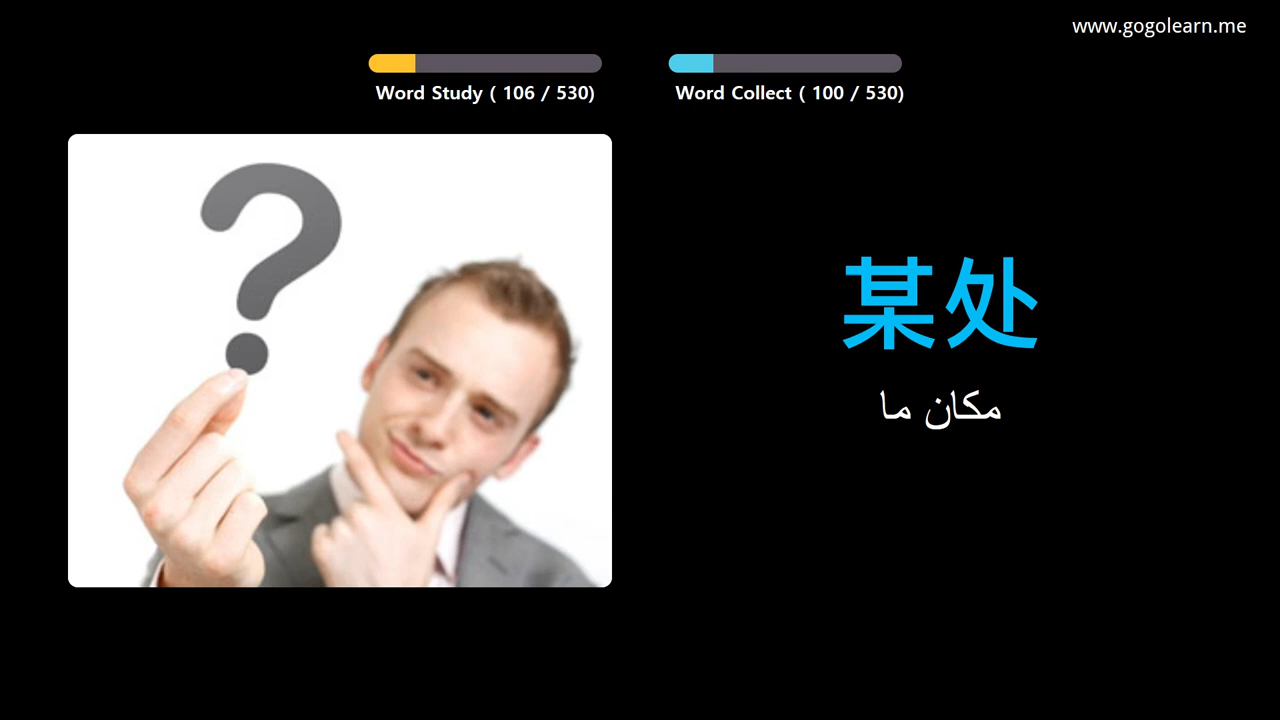 www.gogolearn.me
Word Study ( 106 / 530)
Word Collect ( 100 / 530)
某处
مكان ما